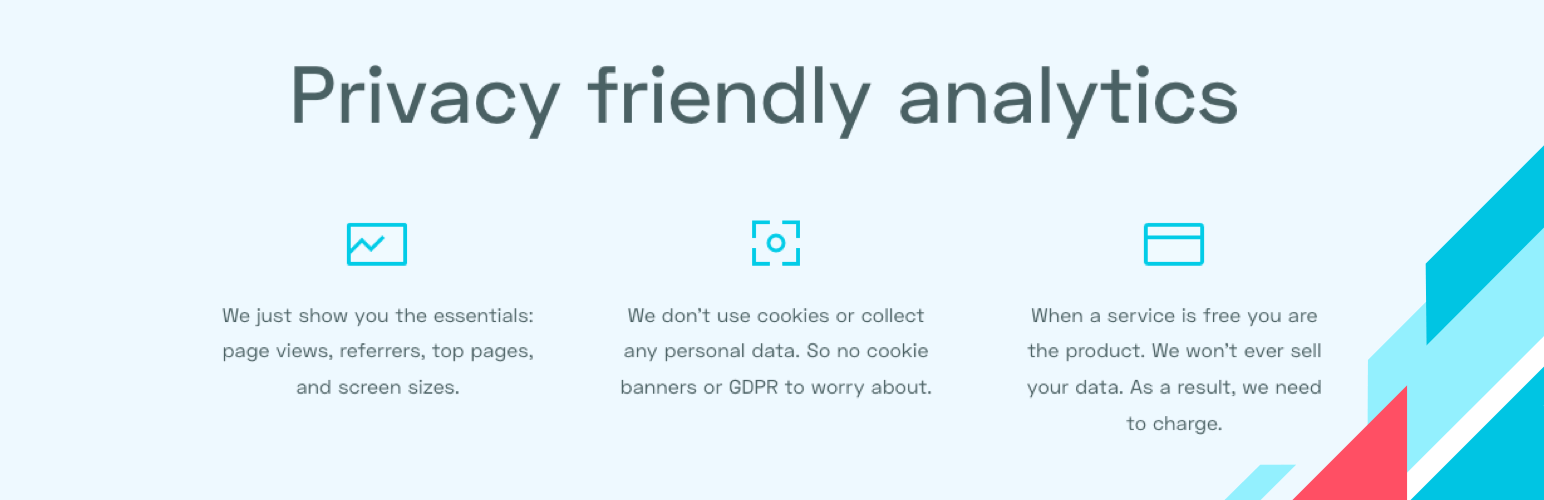 Privacy friendly analytics
We just show you the essentials:
page views, referrers, top pages,
and screen sizes.
We don’t use cookies or collect
any personal data. So no cookie
banners or GDPR to worry about.
When a service is free you are
the product. We won’t ever sell
your data. As a result, we need
to charge.